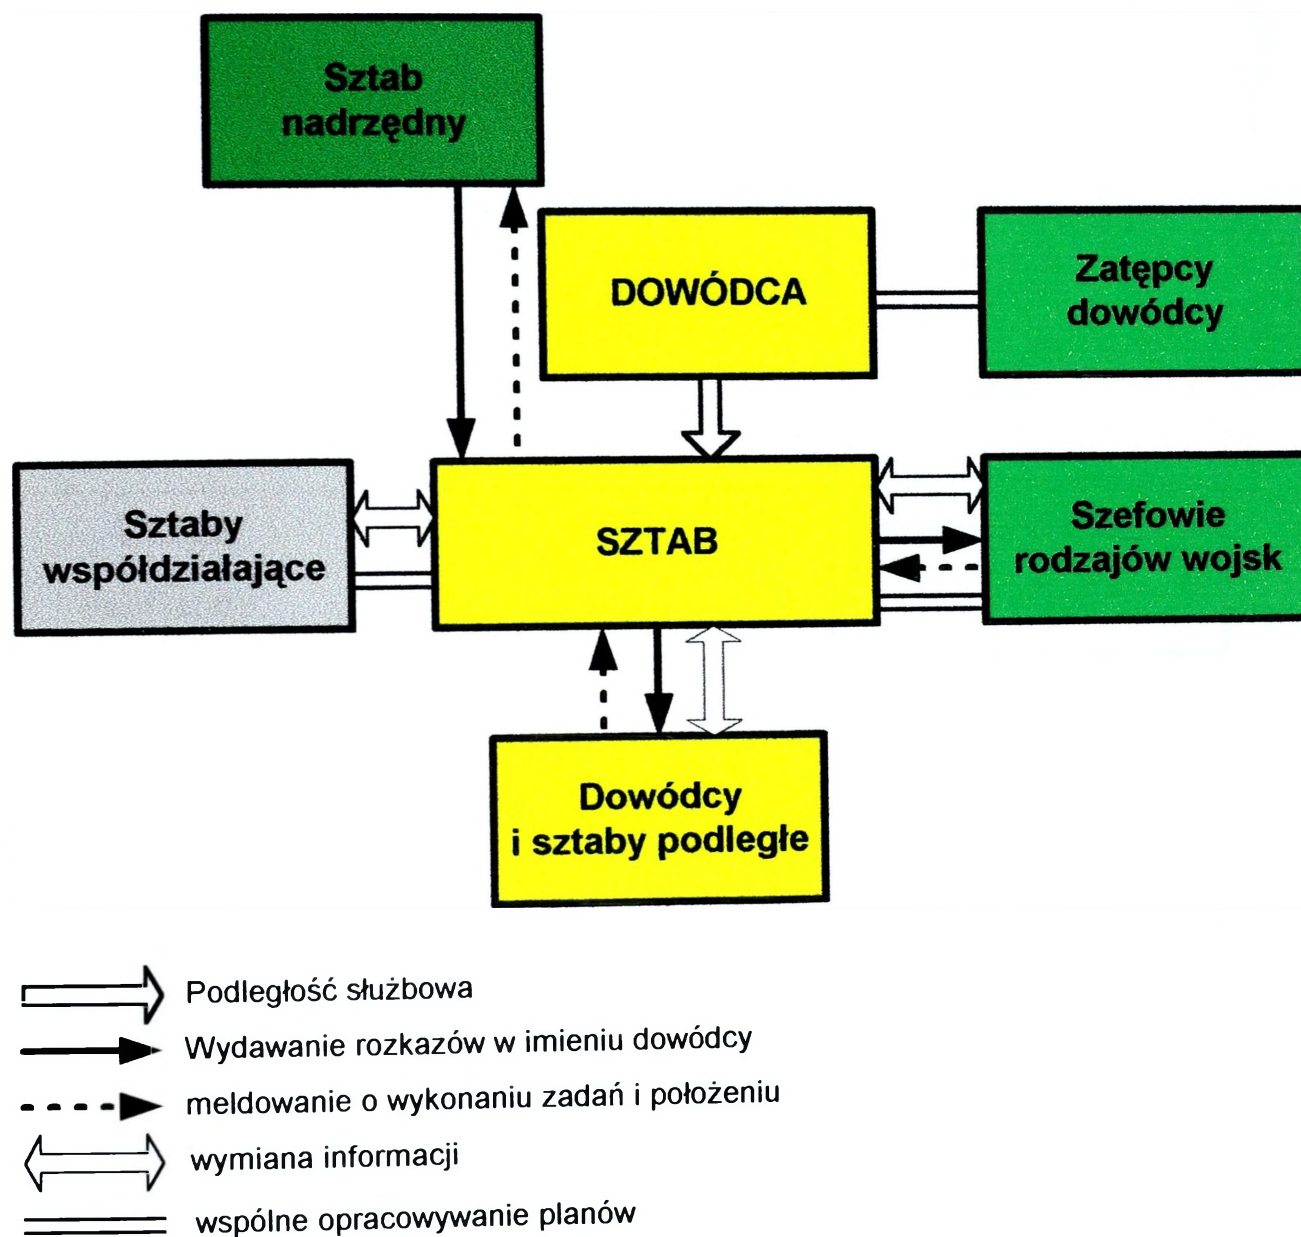 Sztab
nadrzędny
DOWÓDCA
Zatępcy
dowódcy
Sztaby
współdziałające
SZTAB
Szefowie
rodzajów wojsk
Dowódcy
i sztaby podległe
Podległość służbowa
Wydawanie rozkazów w imieniu dowódcy
meldowanie o wykonaniu zadań i położeniu
wymiana informacji
wspólne opracowywanie planów